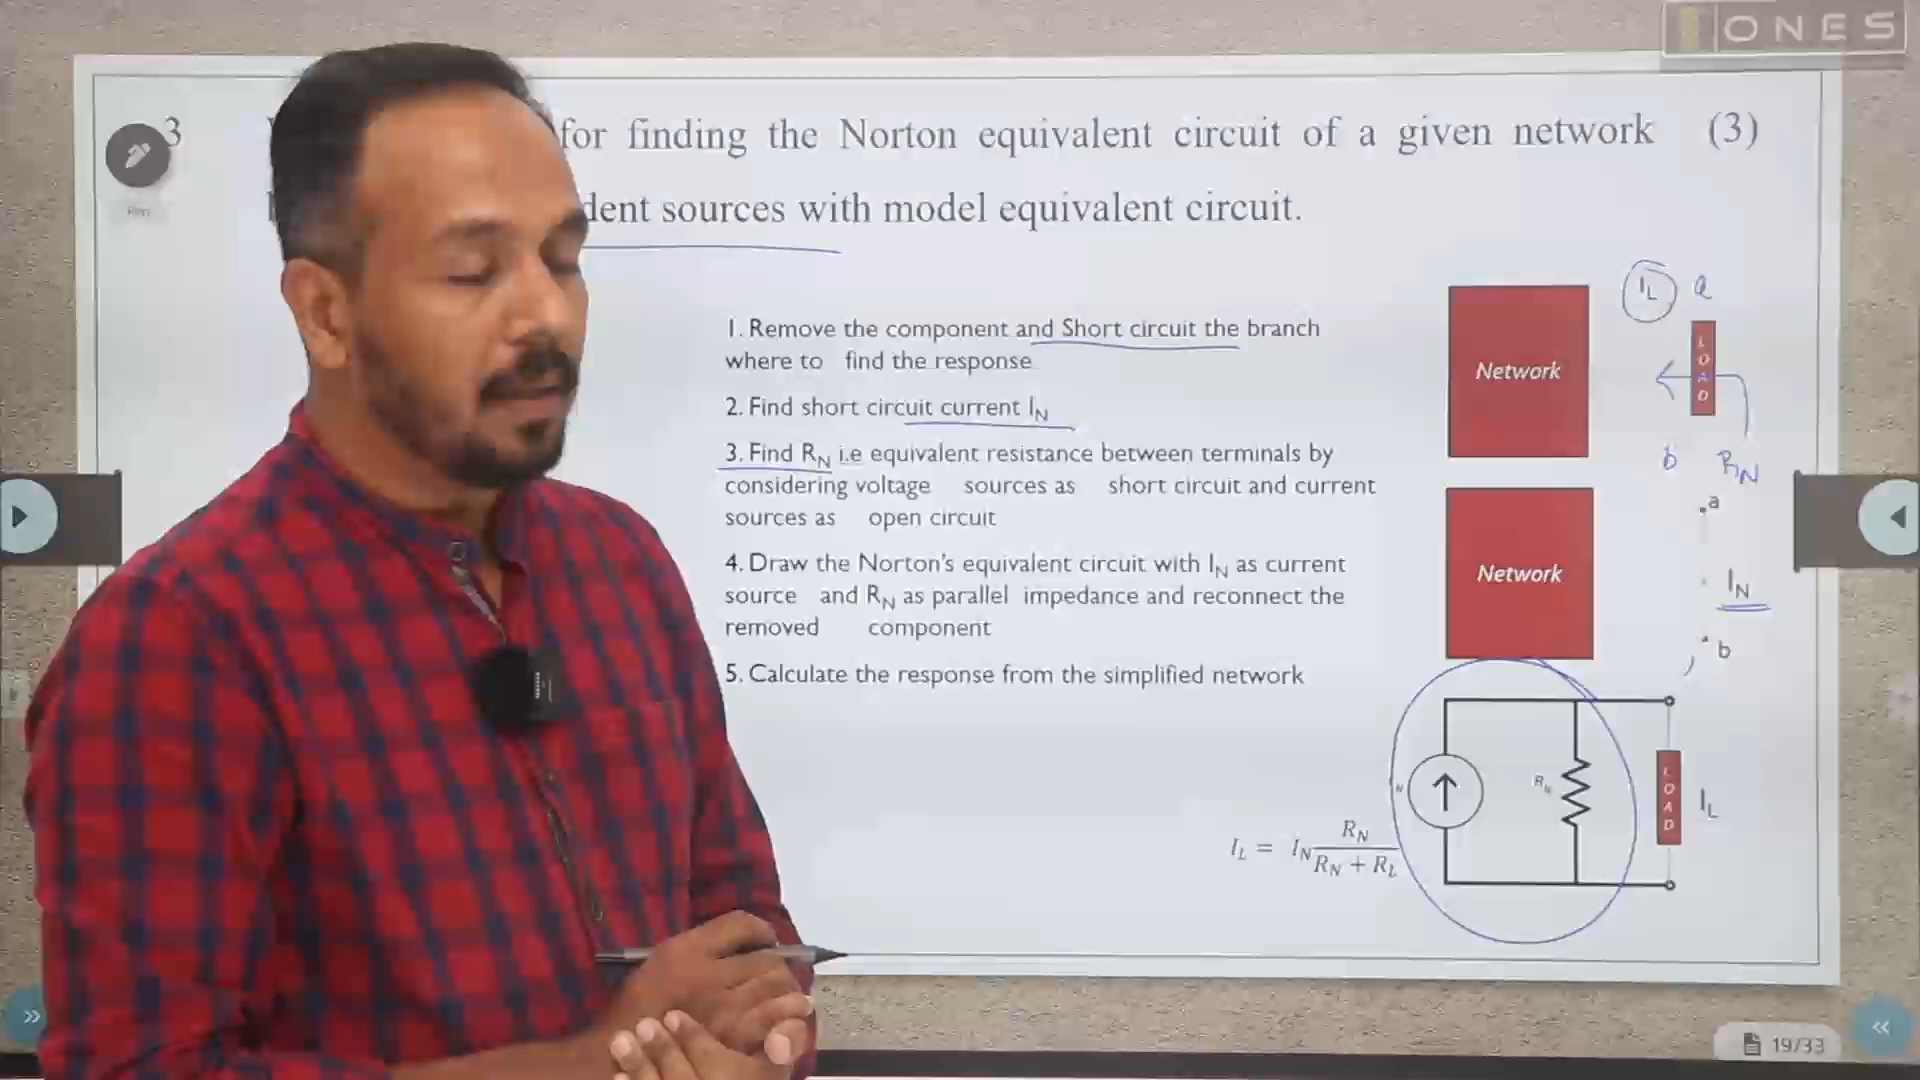 ONES
3 for finding the Norton equivalent circuit of a given network (3)
dent sources with model equivalent circuit.
Pen
1. Remove the component and Short circuit the branch
where to find the response
2. Find short circuit current IN
3. Find RN i.e equivalent resistance between terminals by
considering voltage sources as short circuit and current
sources as open circuit
4. Draw the Norton's equivalent circuit with IN as current
source and RN as parallel impedance and reconnect the
removed component
5. Calculate the response from the simplified network
IL = IN RN / RN + RL
Network
IL a
LOAD
b RN
Network
a
IN
b
RN
LOAD
IL
19/33